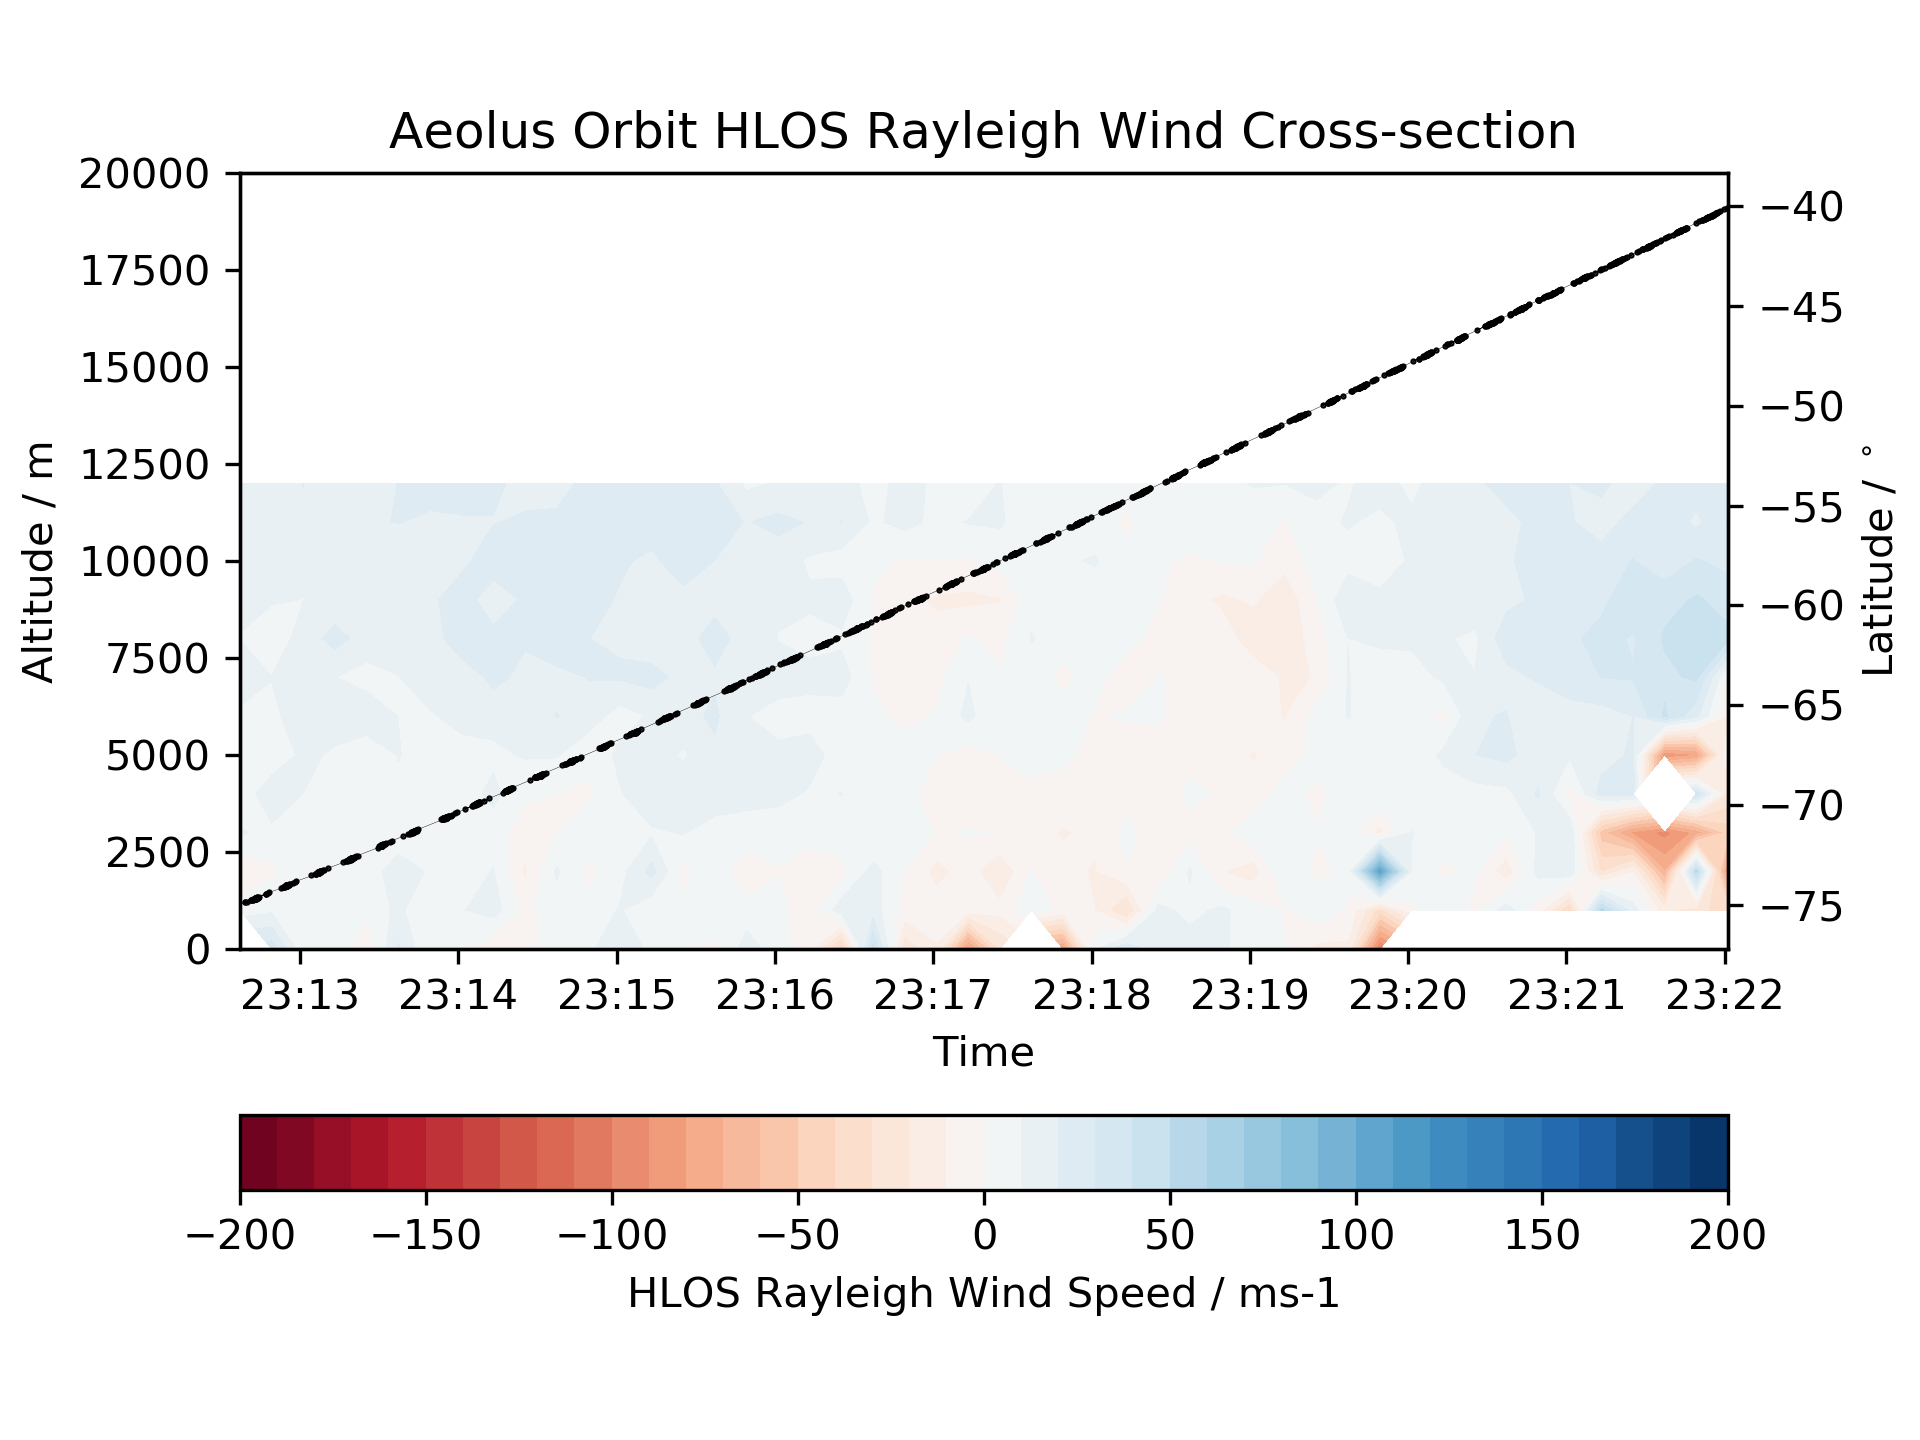 Aeolus Orbit HLOS Rayleigh Wind Cross-section
20000
17500
15000
12500
10000
7500
5000
2500
0
Altitude / m
−40
−45
−50
−55
−60
−65
−70
−75
Latitude / °
23:13 23:14 23:15 23:16 23:17 23:18 23:19 23:20 23:21 23:22
Time
−200 −150 −100 −50 0 50 100 150 200
HLOS Rayleigh Wind Speed / ms-1